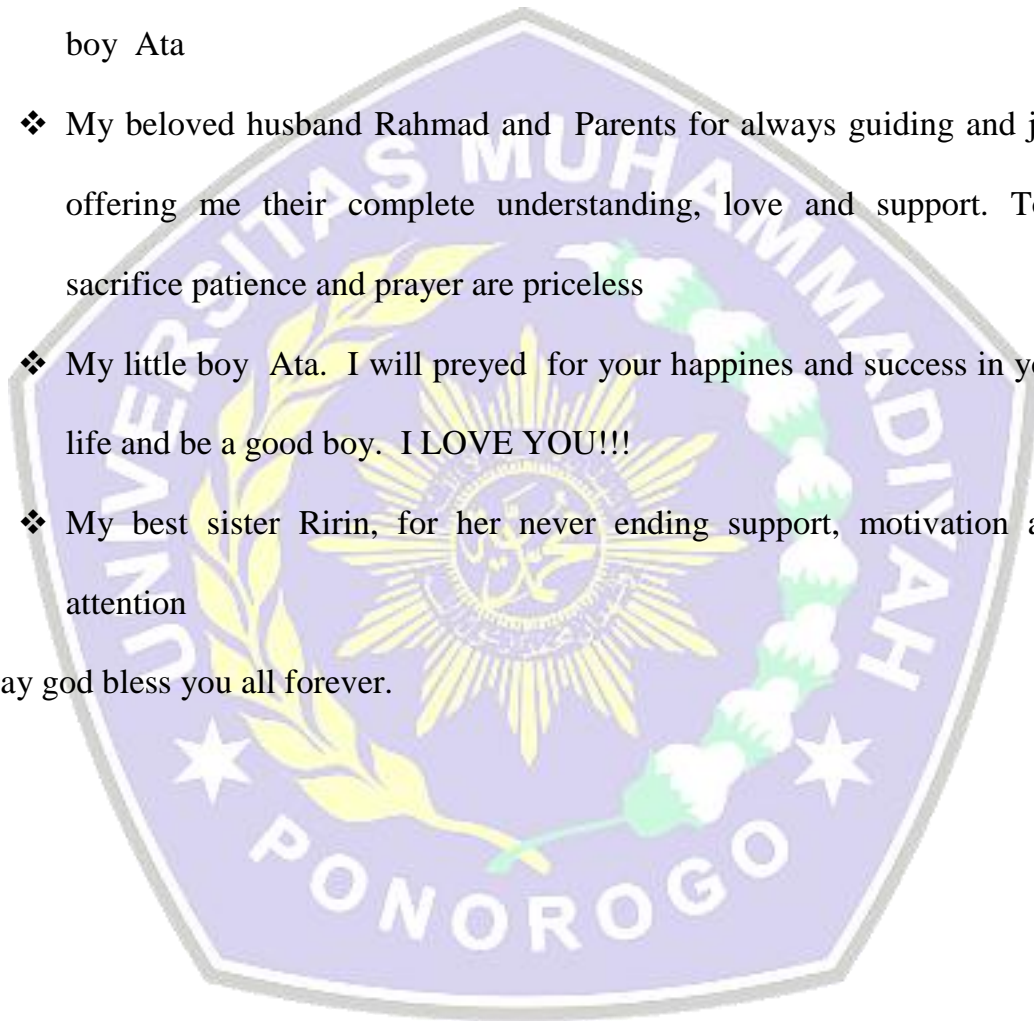 boy Ata
❖ My beloved husband Rahmad and Parents for always guiding and
offering me their complete understanding, love and support.
sacrifice patience and prayer are priceless
❖ My little boy Ata. I will preyed for your happines and success in
life and be a good boy. I LOVE YOU!!!
❖ My best sister Ririn, for her never ending support, motivation
attention
ay god bless you all forever.
UNIVERSITAS MUHAMMADIYAH
PONOROGO